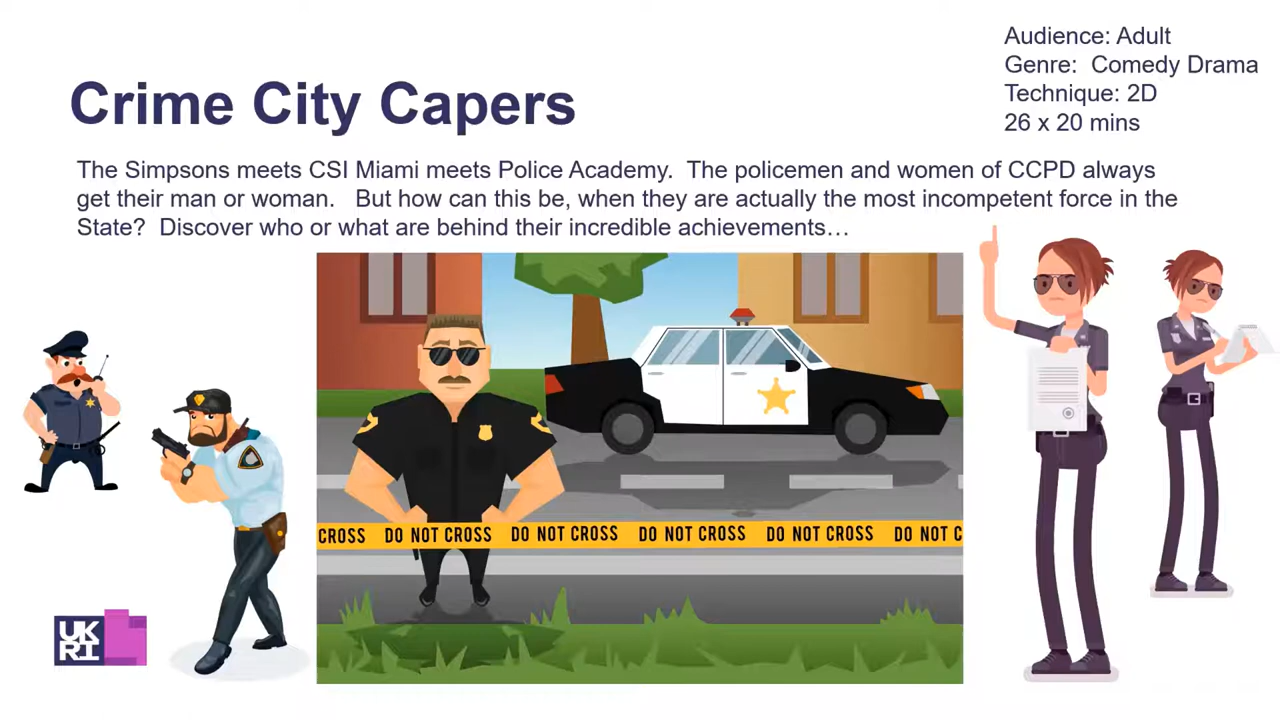 Audience: Adult
Genre: Comedy Drama
Technique: 2D
26 x 20 mins
Crime City Capers
The Simpsons meets CSI Miami meets Police Academy. The policemen and women of CCPD always
get their man or woman. But how can this be, when they are actually the most incompetent force in the
State? Discover who or what are behind their incredible achievements…
CROSS DO NOT CROSS DO NOT CROSS DO NOT CROSS DO NOT CROSS DO NOT C
UK
RI